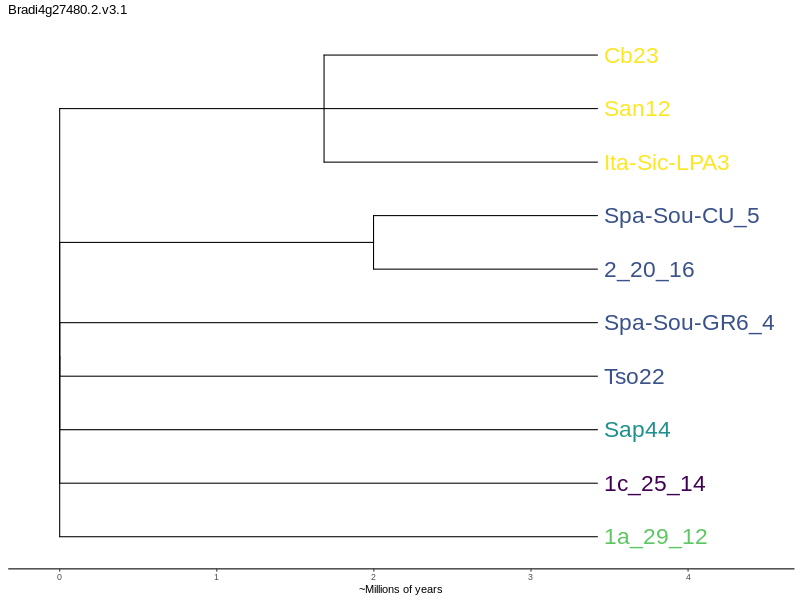 Bradi4g27480.2.v3.1
Cb23
San12
Ita-Sic-LPA3
Spa-Sou-CU_5
2_20_16
Spa-Sou-GR6_4
Tso22
Sap44
1c_25_14
1a_29_12
0 1 2 3 4
~Millions of years